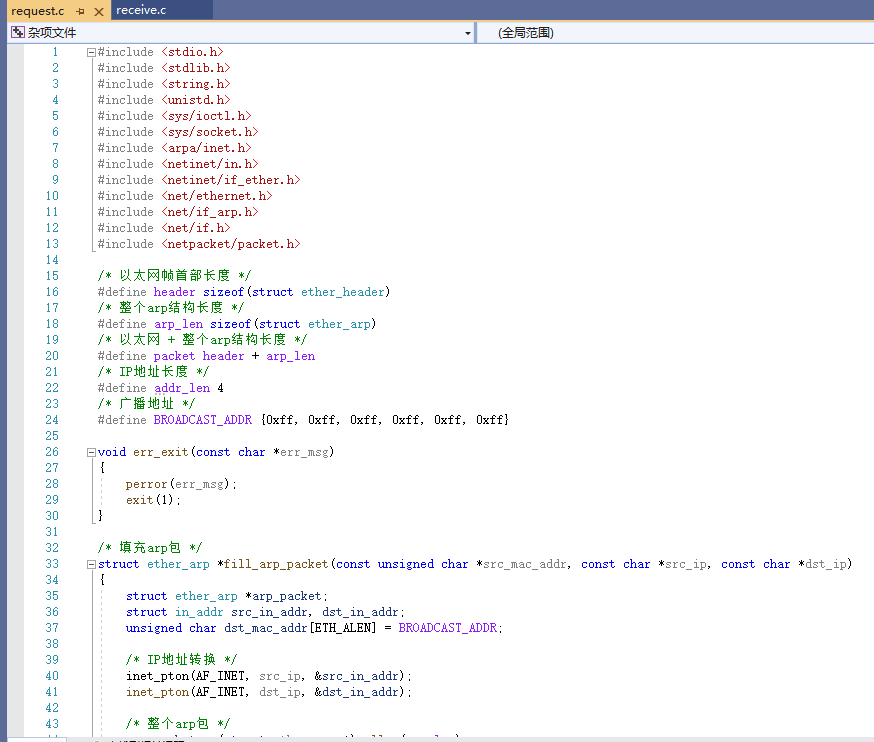 request.c
receive.c
杂项文件
(全局范围)
1 #include <stdio.h>
2 #include <stdlib.h>
3 #include <string.h>
4 #include <unistd.h>
5 #include <sys/ioctl.h>
6 #include <sys/socket.h>
7 #include <arpa/inet.h>
8 #include <netinet/in.h>
9 #include <netinet/if_ether.h>
10 #include <net/ethernet.h>
11 #include <net/if_arp.h>
12 #include <net/if.h>
13 #include <netpacket/packet.h>
14
15 /* 以太网帧首部长度 */
16 #define header sizeof(struct ether_header)
17 /* 整个arp结构长度 */
18 #define arp_len sizeof(struct ether_arp)
19 /* 以太网 + 整个arp结构长度 */
20 #define packet header + arp_len
21 /* IP地址长度 */
22 #define addr_len 4
23 /* 广播地址 */
24 #define BROADCAST_ADDR {0xff, 0xff, 0xff, 0xff, 0xff, 0xff}
25
26 void err_exit(const char *err_msg)
27 {
28 perror(err_msg);
29 exit(1);
30 }
31
32 /* 填充arp包 */
33 struct ether_arp *fill_arp_packet(const unsigned char *src_mac_addr, const char *src_ip, const char *dst_ip)
34 {
35 struct ether_arp *arp_packet;
36 struct in_addr src_in_addr, dst_in_addr;
37 unsigned char dst_mac_addr[ETH_ALEN] = BROADCAST_ADDR;
38
39 /* IP地址转换 */
40 inet_pton(AF_INET, src_ip, &src_in_addr);
41 inet_pton(AF_INET, dst_ip, &dst_in_addr);
42
43 /* 整个arp包 */